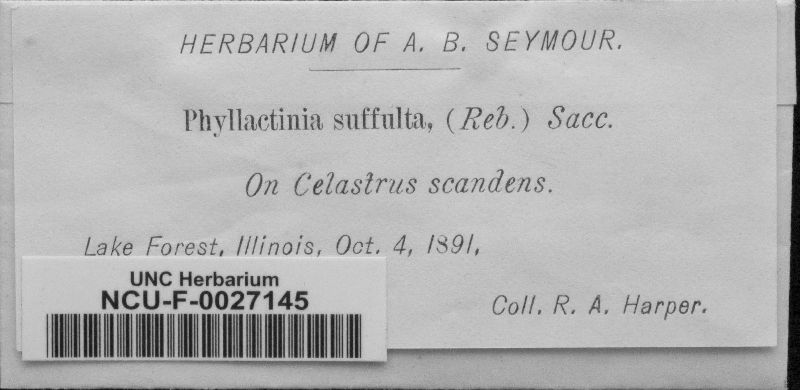 HERBARIUM OF A. B. SEYMOUR.
Phyllactinia suffulta, (Reb.) Sacc.
On Celastrus scandens.
Lake Forest, Illinois, Oct. 4, 1891,
UNC Herbarium
NCU-F-0027145
Coll. R. A. Harper.